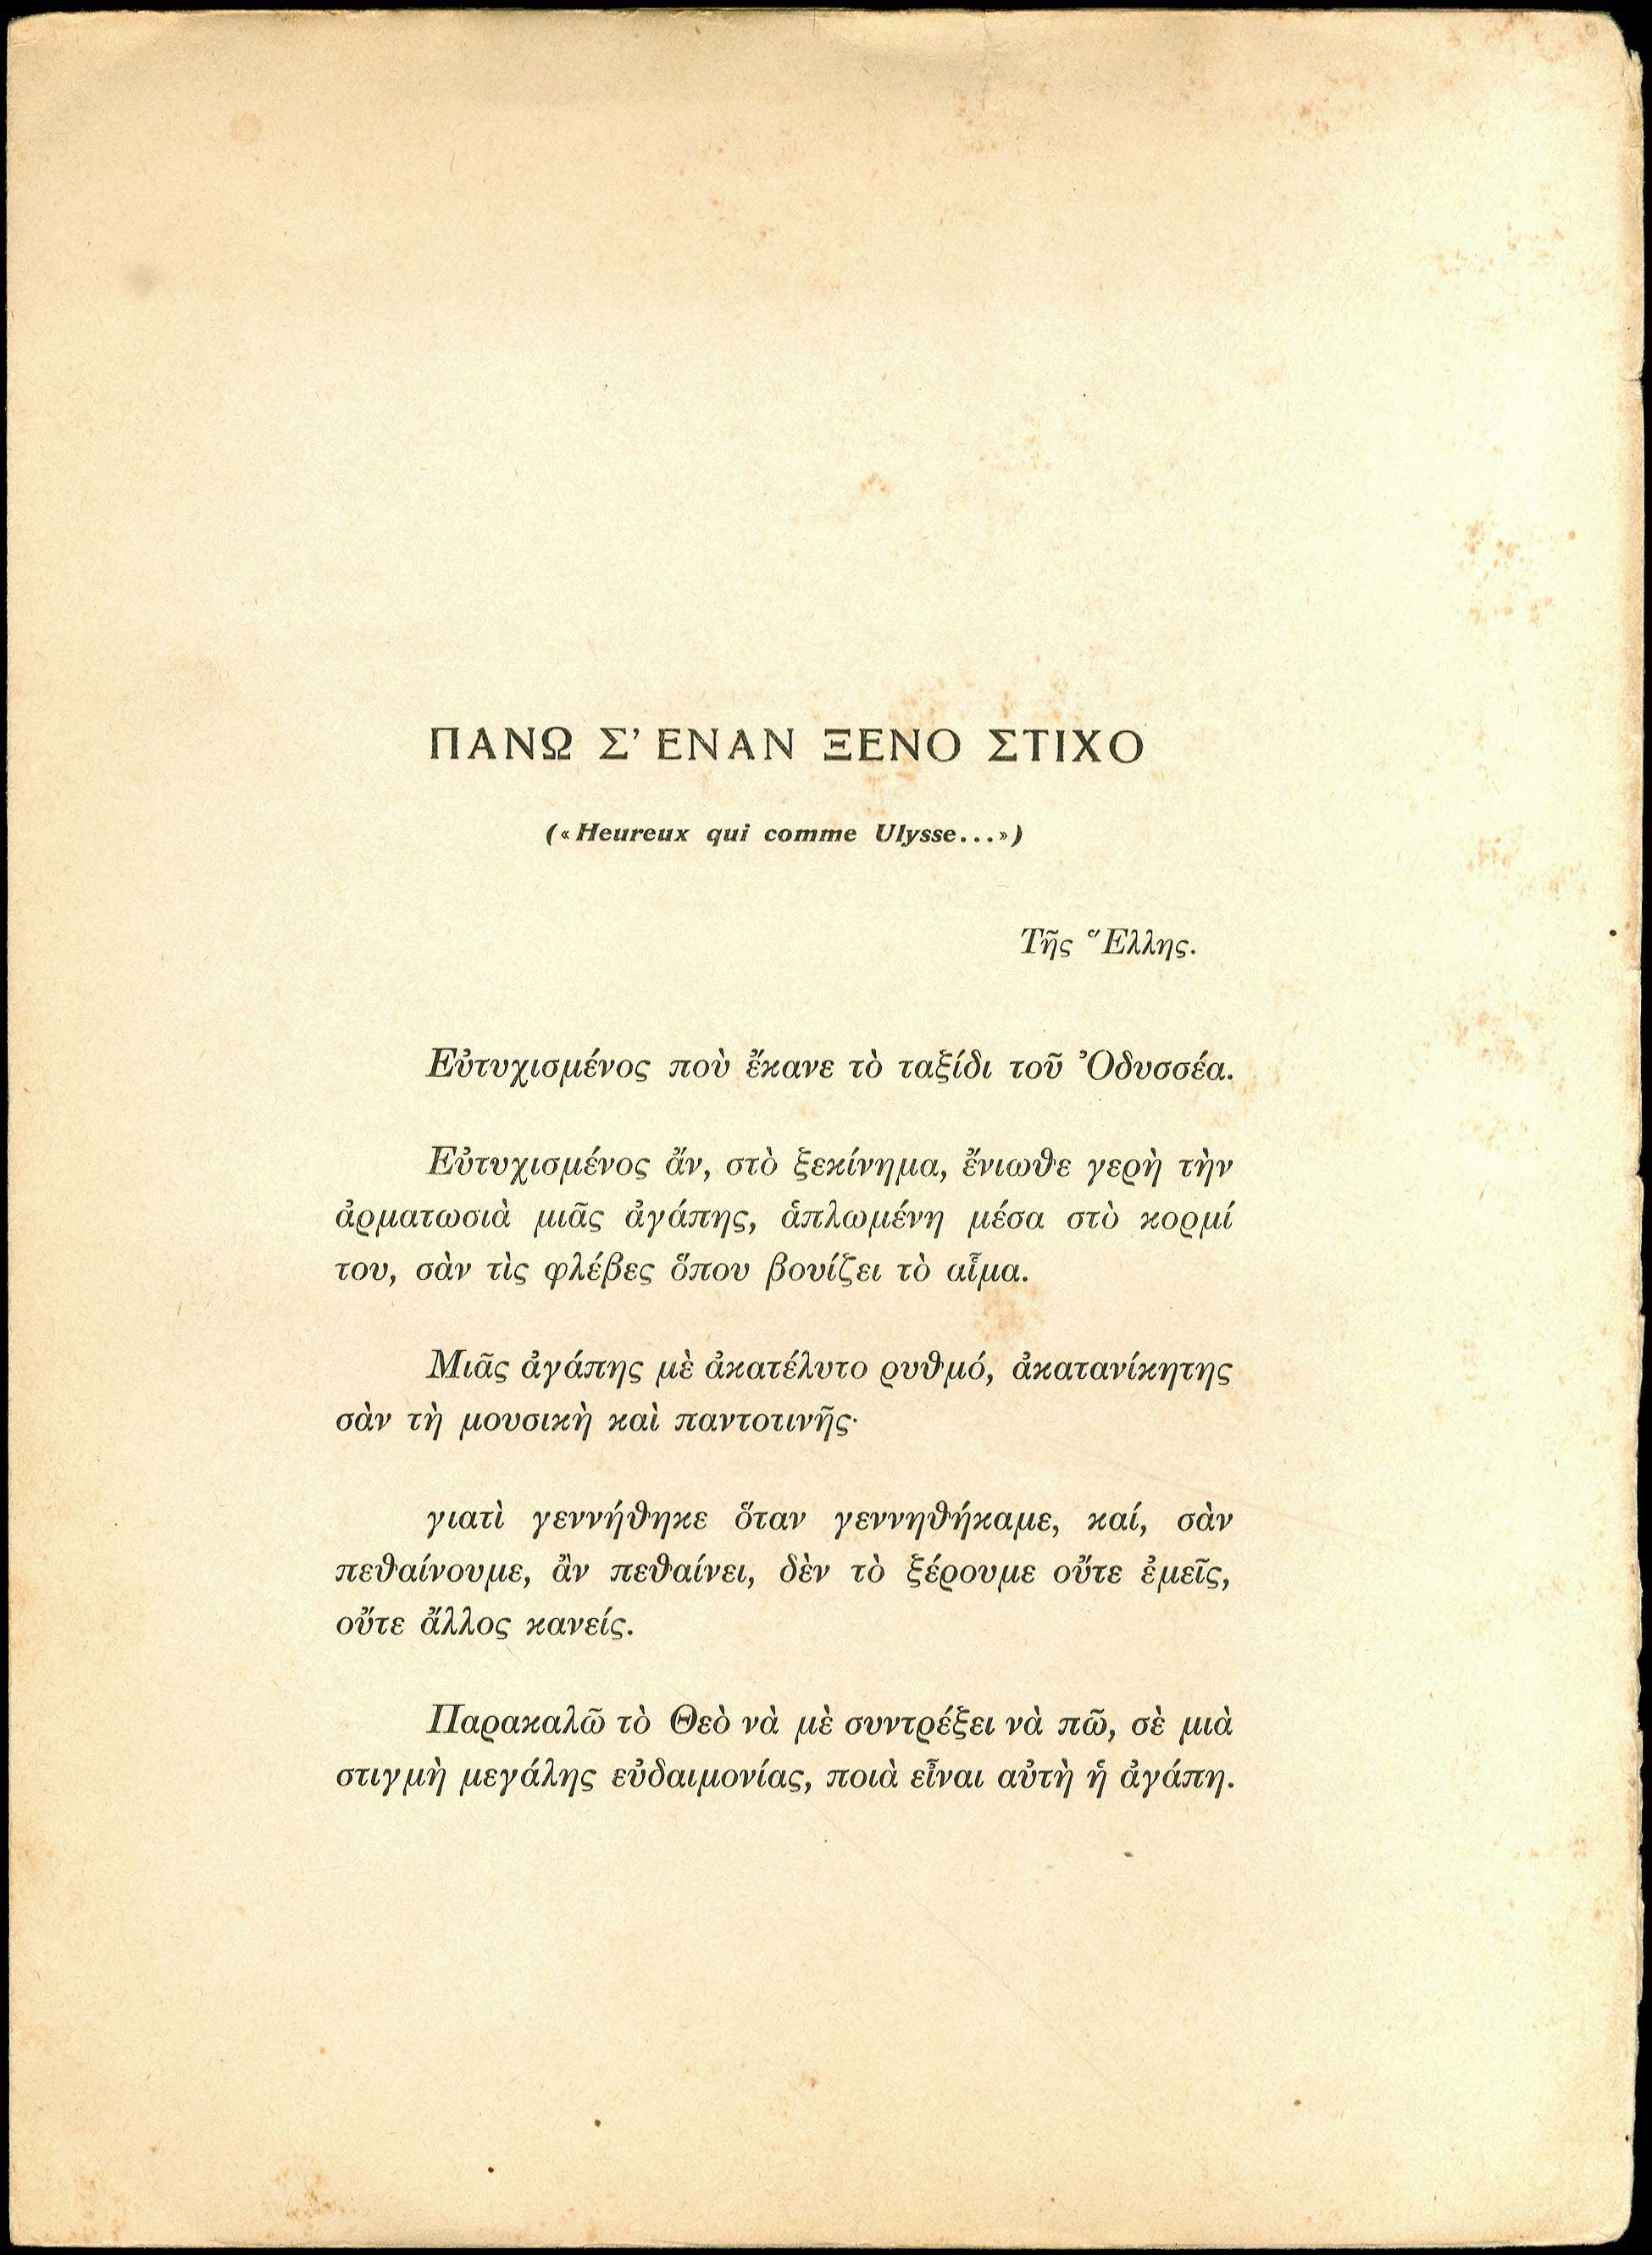 ΠΑΝΩ Σ' ΕΝΑΝ ΞΕΝΟ ΣΤΙΧΟ
(«Heureux qui comme Ulysse...»)
Τῆς Ἕλλης.
Εὐτυχισμένος ποὺ ἔκανε τὸ ταξίδι τοῦ Ὀδυσσέα.
Εὐτυχισμένος ἄν, στὸ ξεκίνημα, ἔνιωθε γερὴ τὴν
ἀρματωσιὰ μιᾶς ἀγάπης, ἁπλωμένη μέσα στὸ κορμί
του, σὰν τὶς φλέβες ὅπου βουίζει τὸ αἷμα.
Μιᾶς ἀγάπης μὲ ἀκατέλυτο ρυθμό, ἀκατανίκητης
σὰν τὴ μουσικὴ καὶ παντοτινῆς·
γιατὶ γεννήθηκε ὅταν γεννηθήκαμε, καί, σὰν
πεθαίνουμε, ἂν πεθαίνει, δὲν τὸ ξέρουμε οὔτε ἐμεῖς,
οὔτε ἄλλος κανείς.
Παρακαλῶ τὸ Θεὸ νὰ μὲ συντρέξει νὰ πῶ, σὲ μιὰ
στιγμὴ μεγάλης εὐδαιμονίας, ποιὰ εἶναι αὐτὴ ἡ ἀγάπη.